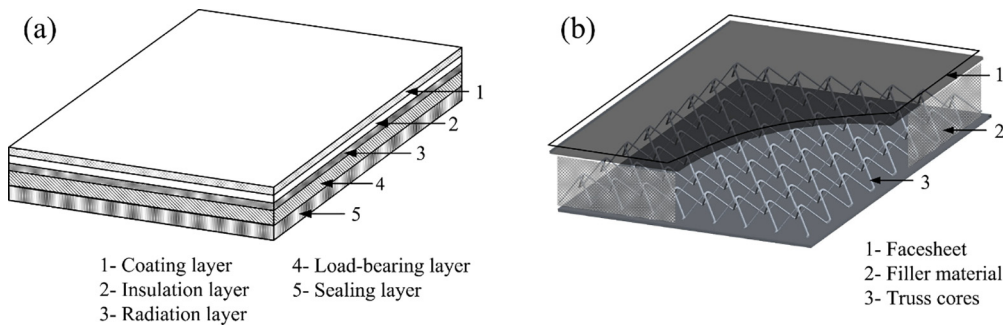 (a)
1
2
3
4
5
1- Coating layer
2- Insulation layer
3- Radiation layer
4- Load-bearing layer
5- Sealing layer
(b)
1
2
3
1- Facesheet
2- Filler material
3- Truss cores